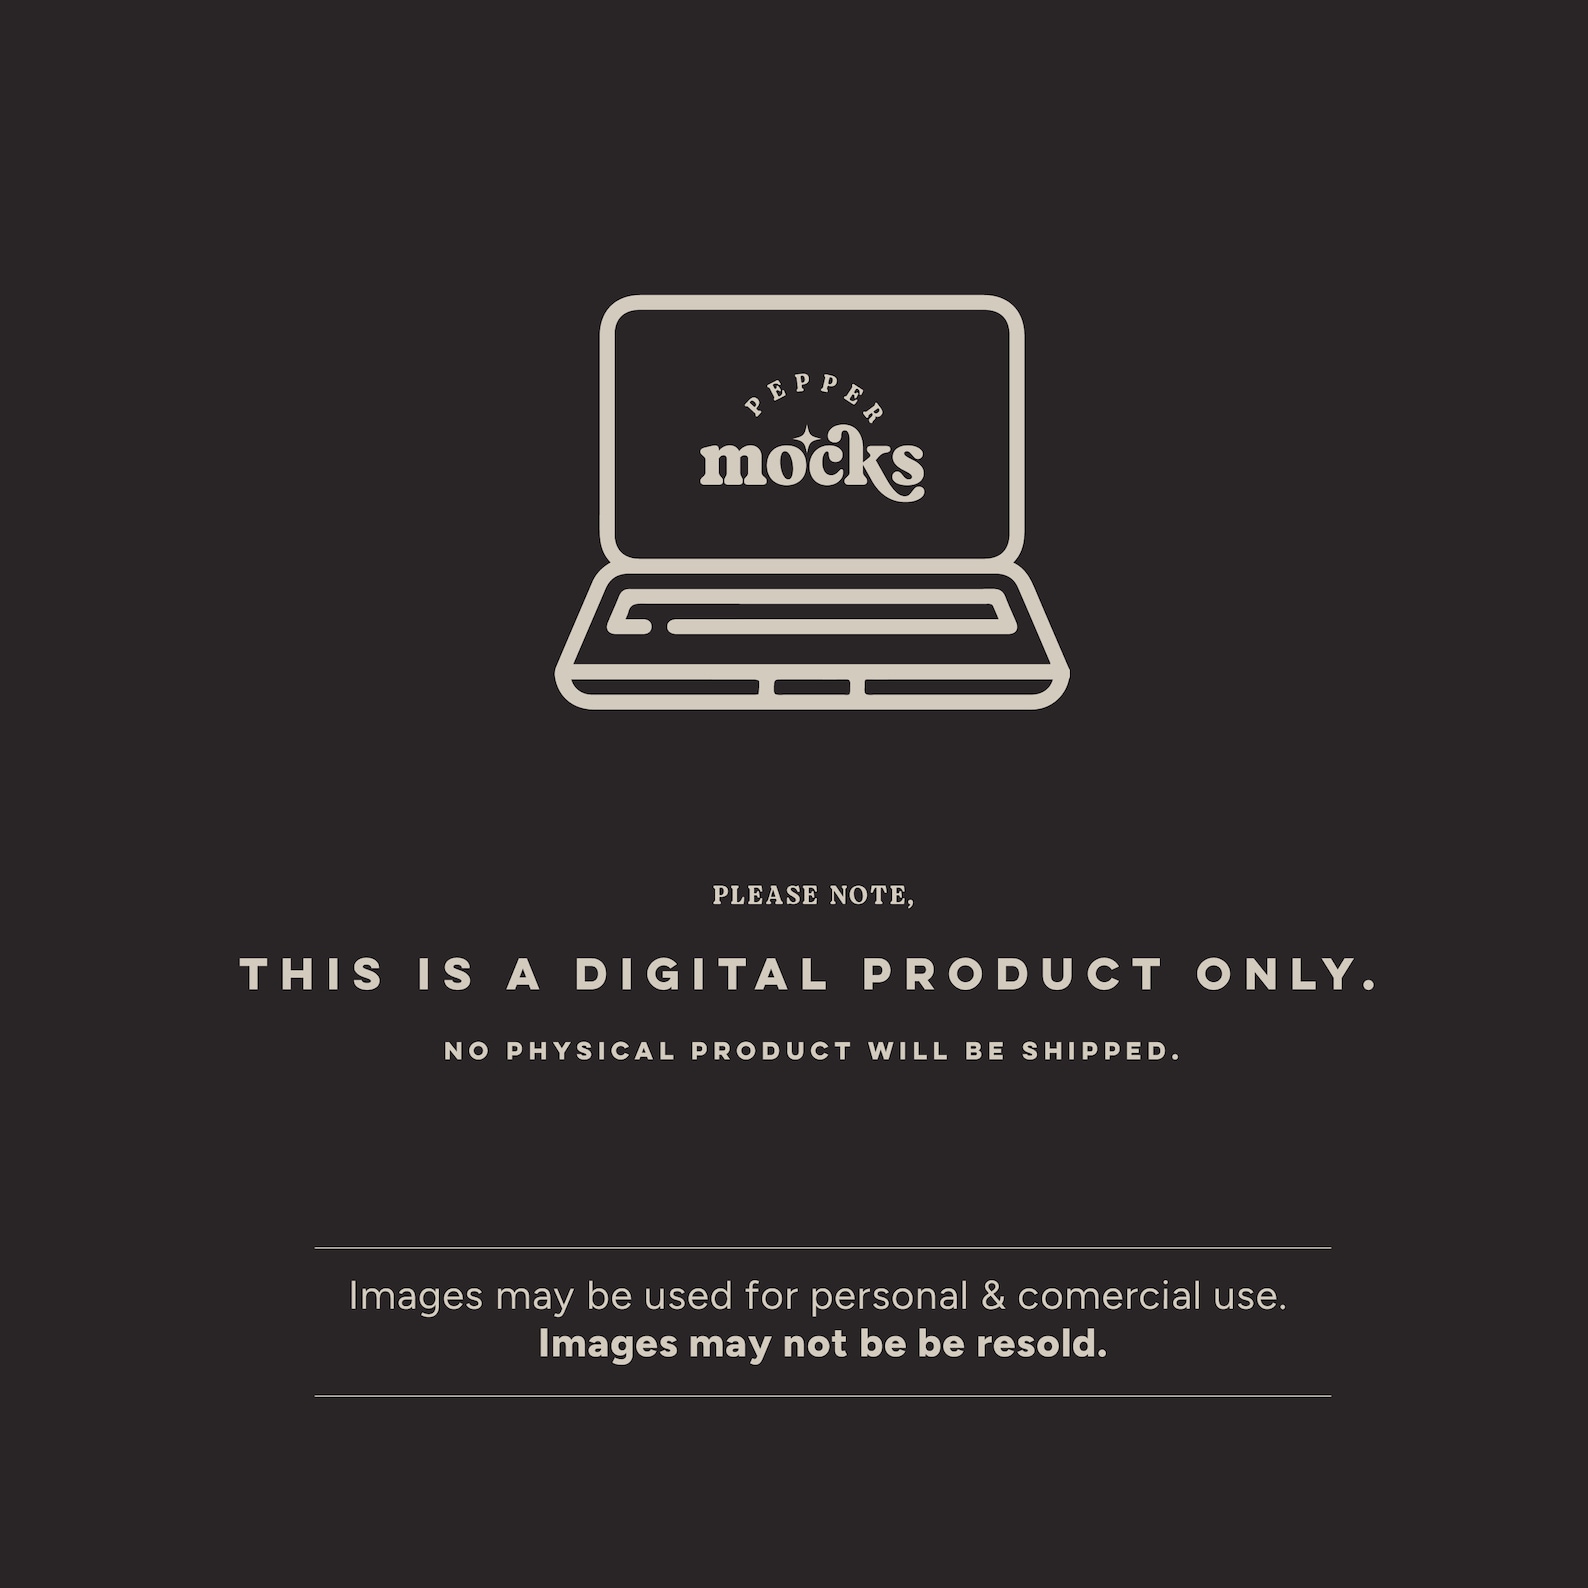 PEPPER
mocks
PLEASE NOTE,
THIS IS A DIGITAL PRODUCT ONLY.
NO PHYSICAL PRODUCT WILL BE SHIPPED.
Images may be used for personal & comercial use.
Images may not be be resold.